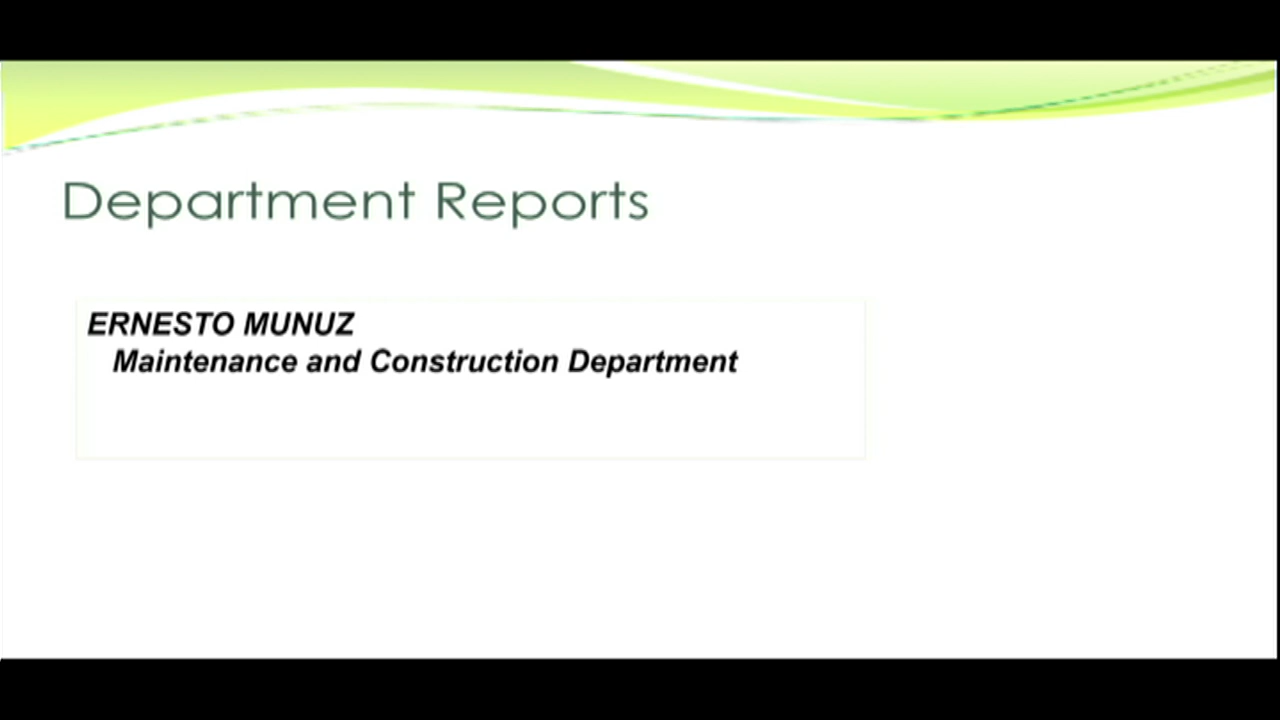 Department Reports
ERNESTO MUNUZ
Maintenance and Construction Department